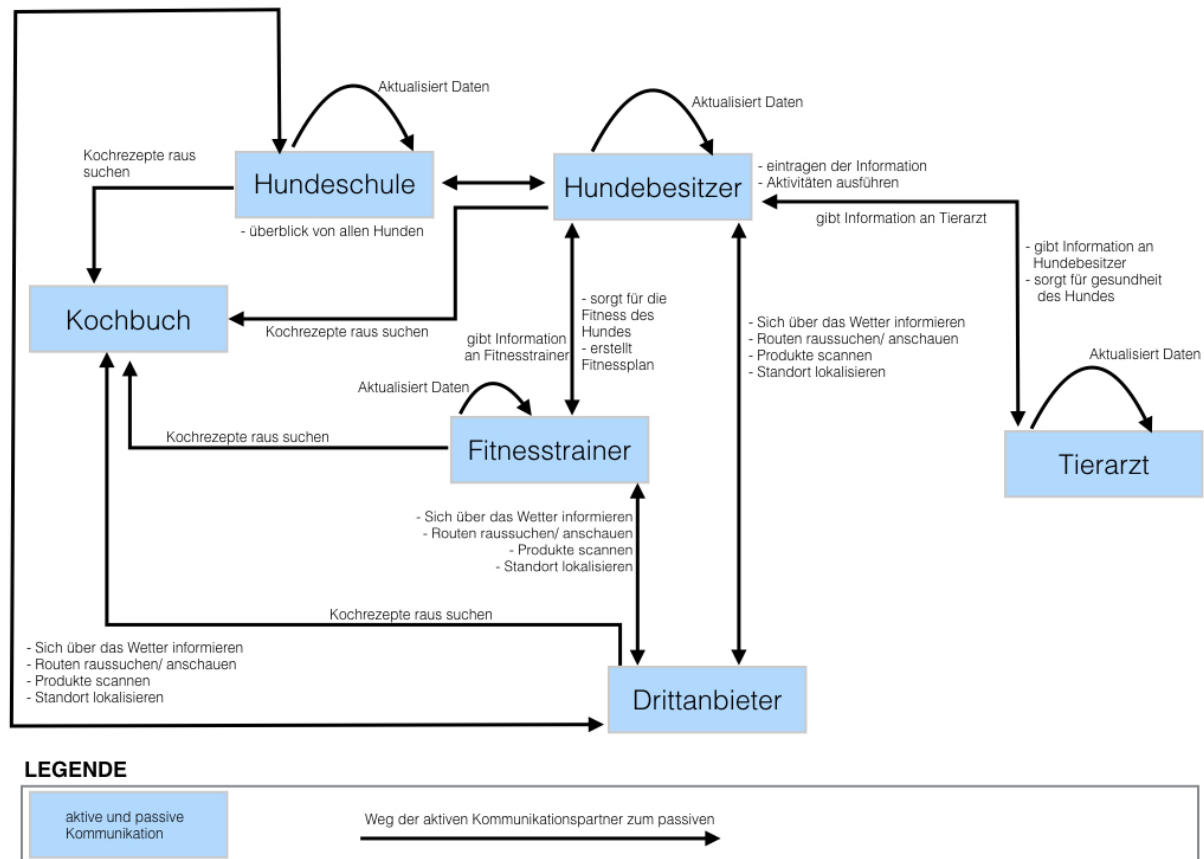 Aktualisiert Daten
Aktualisiert Daten
Kochrezepte raus
suchen
Hundeschule
Hundebesitzer
- eintragen der Information
- Aktivitäten ausführen
gibt Information an Tierarzt
- überblick von allen Hunden
- gibt Information an
Hundebesitzer
- sorgt für gesundheit
des Hundes
Kochbuch
Kochrezepte raus suchen
gibt Information
an Fitnesstrainer
- sorgt für die
Fitness des
Hundes
- erstellt
Fitnessplan
- Sich über das Wetter informieren
- Routen raussuchen/ anschauen
- Produkte scannen
- Standort lokalisieren
Aktualisiert Daten
Aktualisiert Daten
Kochrezepte raus suchen
Fitnesstrainer
Tierarzt
- Sich über das Wetter informieren
- Routen raussuchen/ anschauen
- Produkte scannen
- Standort lokalisieren
Kochrezepte raus suchen
- Sich über das Wetter informieren
- Routen raussuchen/ anschauen
- Produkte scannen
- Standort lokalisieren
Drittanbieter
LEGENDE
aktive und passive
Kommunikation
Weg der aktiven Kommunikationspartner zum passiven